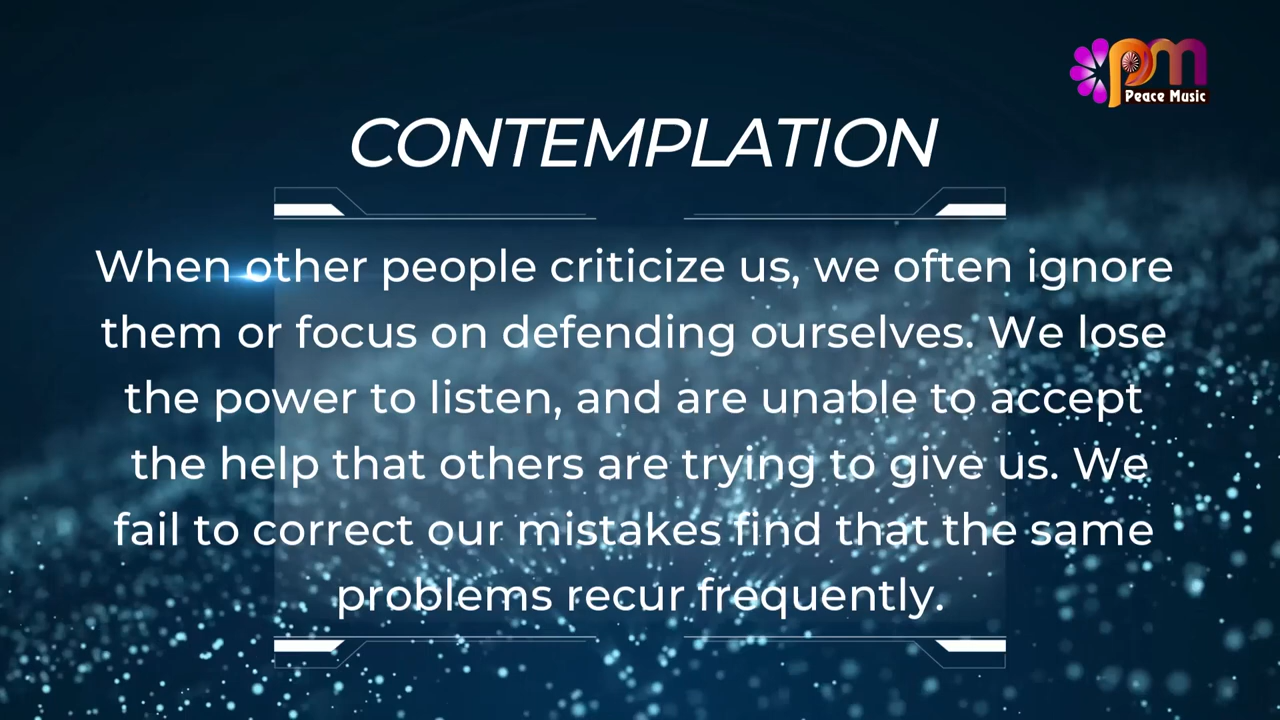 pm
Peace Music
CONTEMPLATION
When other people criticize us, we often ignore
them or focus on defending ourselves. We lose
the power to listen, and are unable to accept
the help that others are trying to give us. We
fail to correct our mistakes find that the same
problems recur frequently.